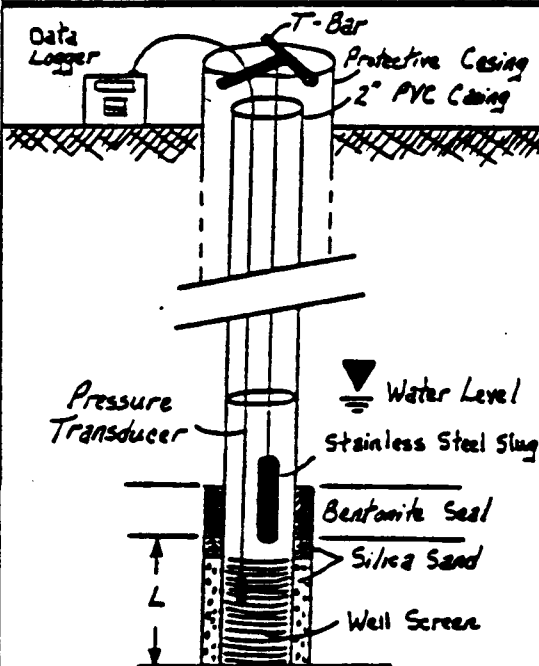 T-Bar
Data
Logger
Protective Casing
2" PVC Casing
Water Level
Pressure
Transducer
Stainless Steel Slug
Bentonite Seal
Silica Sand
L
Well Screen